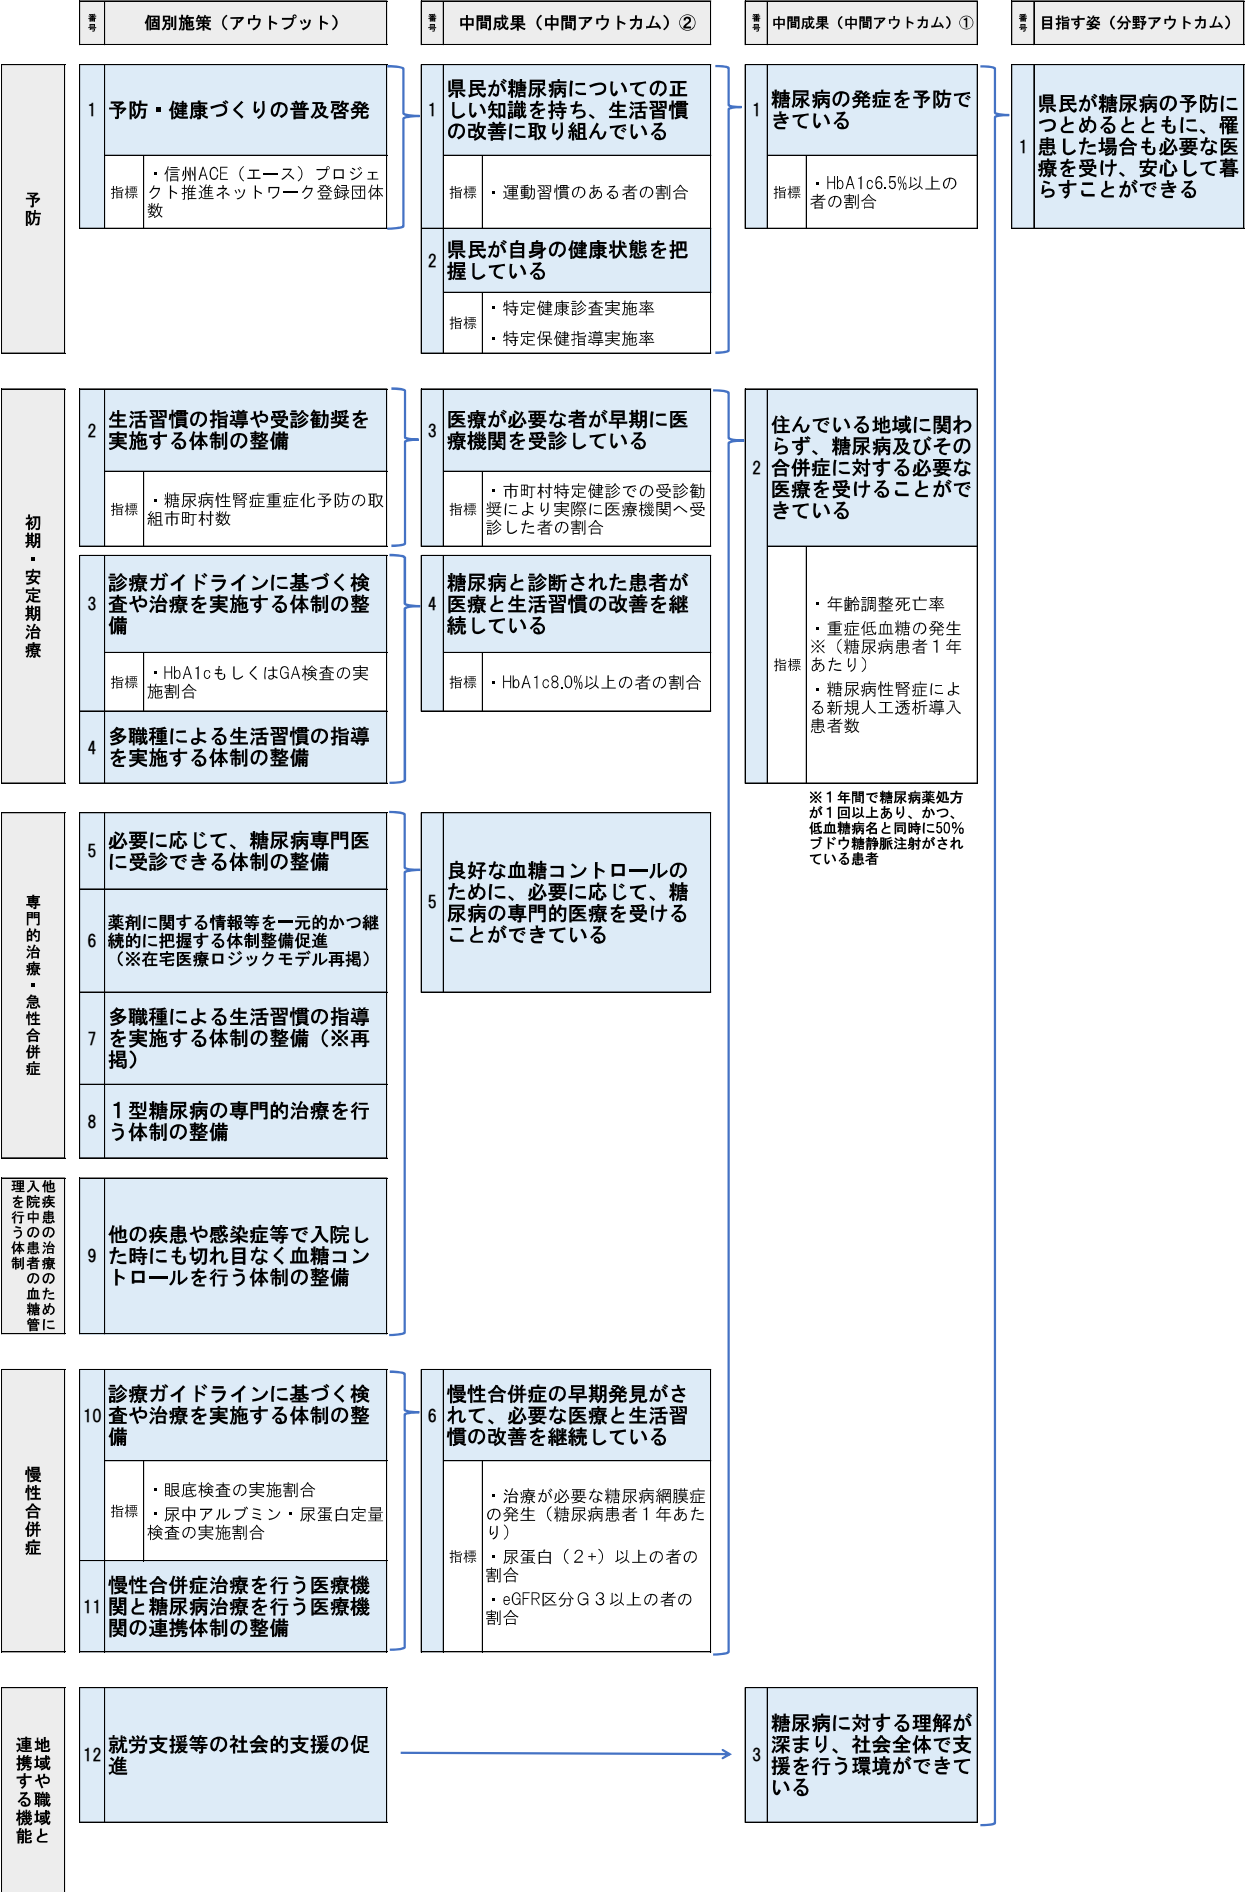 番号 個別施策（アウトプット） 番号 中間成果（中間アウトカム）② 番号 中間成果（中間アウトカム）① 番号 目指す姿（分野アウトカム）
予防
1 予防・健康づくりの普及啓発
指標
・信州ACE（エース）プロジェ
クト推進ネットワーク登録団体
数
1
県民が糖尿病についての正
しい知識を持ち、生活習慣
の改善に取り組んでいる
指標 ・運動習慣のある者の割合
2
県民が自身の健康状態を把
握している
指標
・特定健康診査実施率
・特定保健指導実施率
1
糖尿病の発症を予防で
きている
指標
・HbA1c6.5%以上の
者の割合
1
県民が糖尿病の予防に
つとめるとともに、罹
患した場合も必要な医
療を受け、安心して暮
らすことができる
初期・安定期治療
2
生活習慣の指導や受診勧奨を
実施する体制の整備
指標
・糖尿病性腎症重症化予防の取
組市町村数
3
診療ガイドラインに基づく検
査や治療を実施する体制の整
備
指標
・HbA1cもしくはGA検査の実
施割合
4
多職種による生活習慣の指導
を実施する体制の整備
3
医療が必要な者が早期に医
療機関を受診している
指標
・市町村特定健診での受診勧
奨により実際に医療機関へ受
診した者の割合
4
糖尿病と診断された患者が
医療と生活習慣の改善を継
続している
指標 ・HbA1c8.0%以上の者の割合
2
住んでいる地域に関わ
らず、糖尿病及びその
合併症に対する必要な
医療を受けることがで
きている
指標
・年齢調整死亡率
・重症低血糖の発生
※（糖尿病患者１年
あたり）
・糖尿病性腎症によ
る新規人工透析導入
患者数
※１年間で糖尿病薬処方
が１回以上あり、かつ、
低血糖病名と同時に50%
ブドウ糖静脈注射がされ
ている患者
専門的治療・急性合併症
5
必要に応じて、糖尿病専門医
に受診できる体制の整備
6
薬剤に関する情報等を一元的かつ継
続的に把握する体制整備促進
（※在宅医療ロジックモデル再掲）
7
多職種による生活習慣の指導
を実施する体制の整備（※再
掲）
8
１型糖尿病の専門的治療を行
う体制の整備
5
良好な血糖コントロールの
ために、必要に応じて、糖
尿病の専門的医療を受ける
ことができている
他疾患の治療のために
入院中の患者の血糖管
理を行う体制
9
他の疾患や感染症等で入院し
た時にも切れ目なく血糖コン
トロールを行う体制の整備
慢性合併症
10
診療ガイドラインに基づく検
査や治療を実施する体制の整
備
指標
・眼底検査の実施割合
・尿中アルブミン・尿蛋白定量
検査の実施割合
11
慢性合併症治療を行う医療機
関と糖尿病治療を行う医療機
関の連携体制の整備
6
慢性合併症の早期発見がさ
れて、必要な医療と生活習
慣の改善を継続している
指標
・治療が必要な糖尿病網膜症
の発生（糖尿病患者１年あた
り）
・尿蛋白（２+）以上の者の
割合
・eGFR区分Ｇ３以上の者の
割合
地域や職域と
連携する機能
12
就労支援等の社会的支援の促
進
3
糖尿病に対する理解が
深まり、社会全体で支
援を行う環境ができて
いる